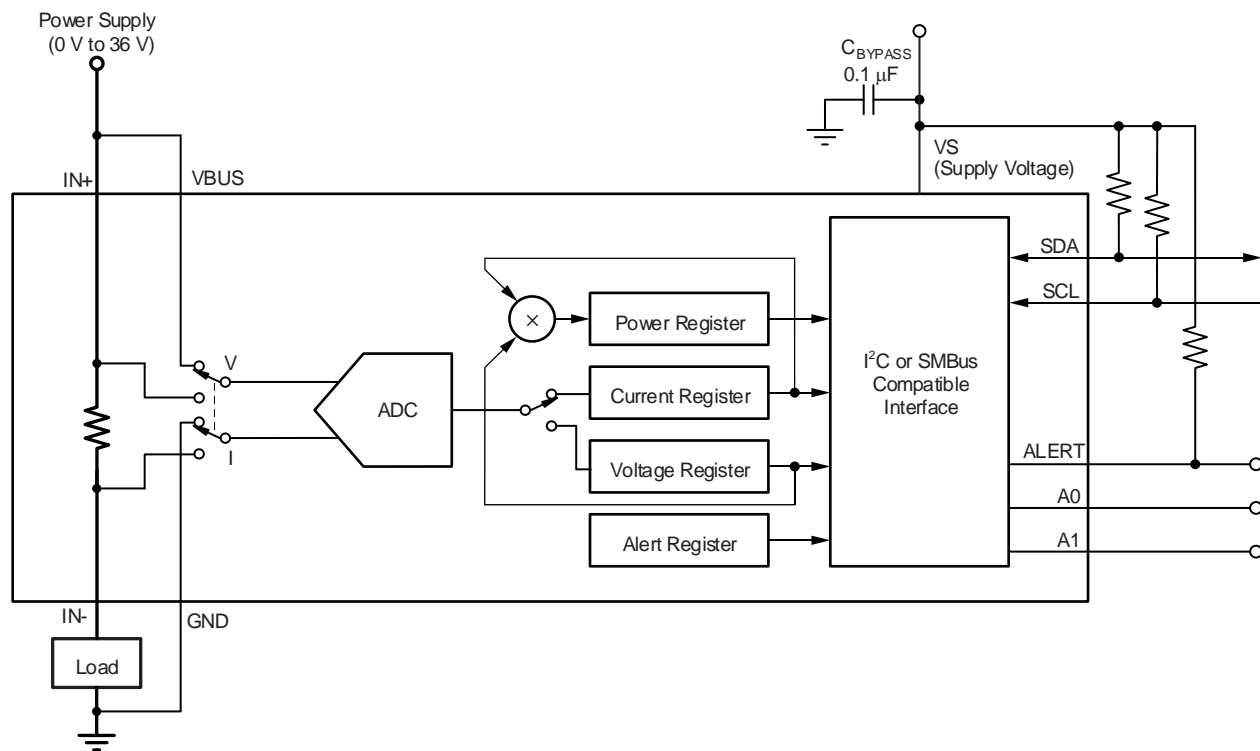 Power Supply
(0 V to 36 V)
C_BYPASS
0.1 μF
VS
(Supply Voltage)
IN+
VBUS
SDA
SCL
×
Power Register
V
ADC
Current Register
I²C or SMBus
Compatible
Interface
I
Voltage Register
ALERT
A0
Alert Register
A1
IN-
GND
Load